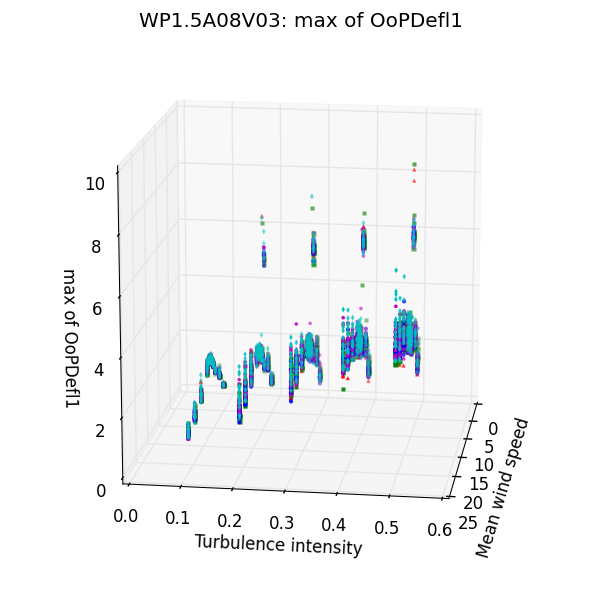 WP1.5A08V03: max of OoPDefl1
10
8
6
4
2
0
max of OoPDefl1
0.0 0.1 0.2 0.3 0.4 0.5 0.6
Turbulence intensity
0
5
10
15
20
25
Mean wind speed